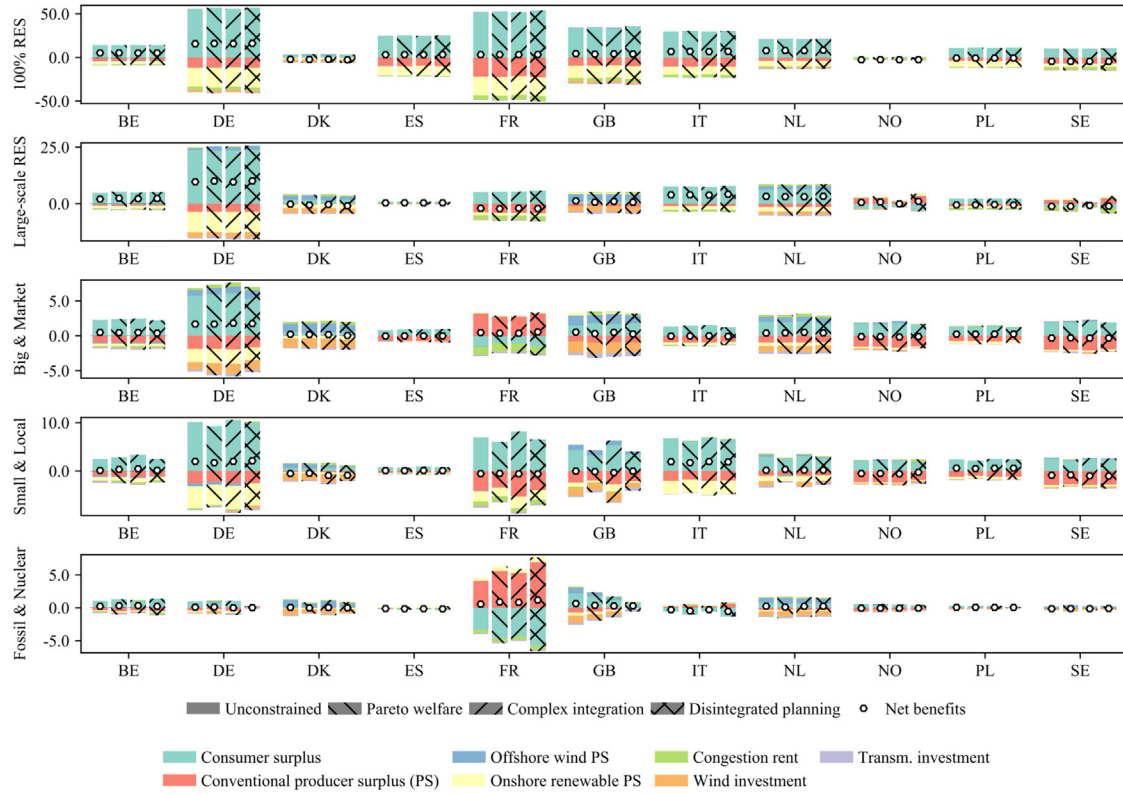 100% RES
100.0
50.0
0.0
-50.0
BE DE DK ES FR GB IT NL NO PL SE
Large-scale RES
25.0
0.0
BE DE DK ES FR GB IT NL NO PL SE
Big & Market
5.0
0.0
-5.0
BE DE DK ES FR GB IT NL NO PL SE
Small & Local
10.0
0.0
BE DE DK ES FR GB IT NL NO PL SE
Fossil & Nuclear
5.0
0.0
-5.0
BE DE DK ES FR GB IT NL NO PL SE
Unconstrained Pareto welfare Complex integration Disintegrated planning Net benefits
Consumer surplus Offshore wind PS Congestion rent Transm. investment
Conventional producer surplus (PS) Onshore renewable PS Wind investment